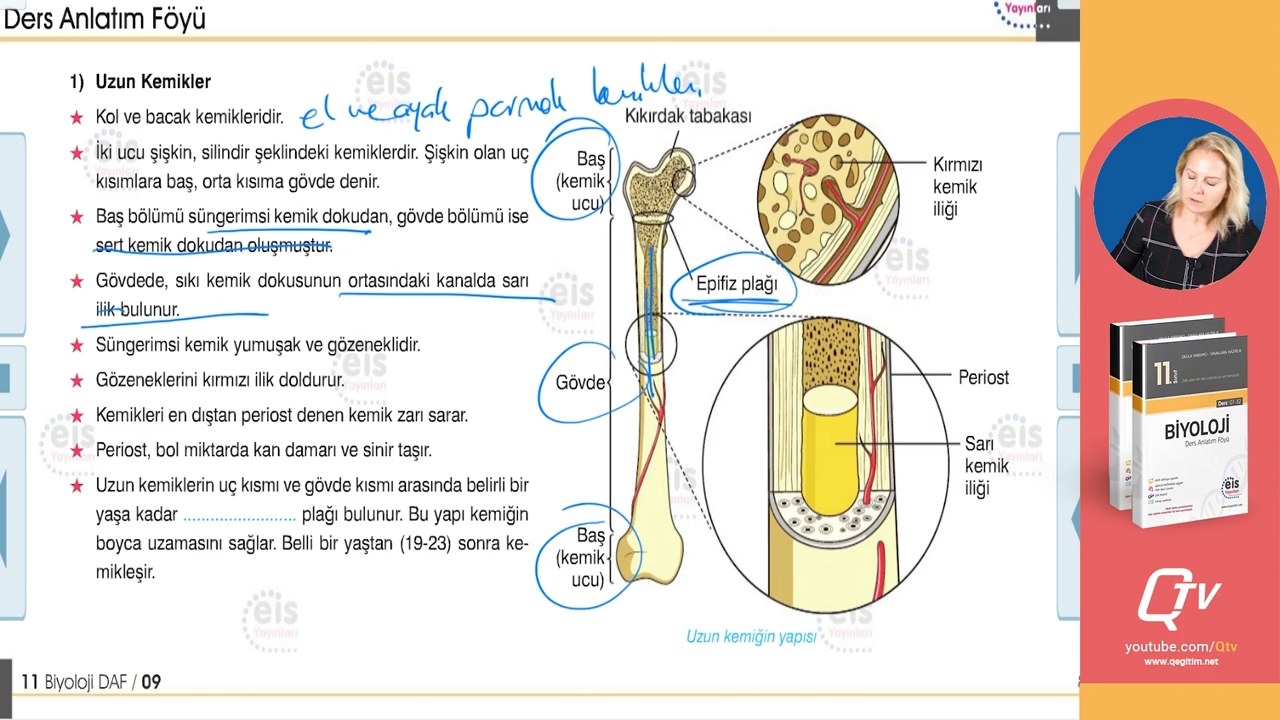 Ders Anlatım Föyü
Yayınları
1) Uzun Kemikler
★ Kol ve bacak kemikleridir.
el ve ayak parmak kemikleri
★ İki ucu şişkin, silindir şeklindeki kemiklerdir. Şişkin olan uç
kısımlara baş, orta kısıma gövde denir.
★ Baş bölümü süngerimsi kemik dokudan, gövde bölümü ise
sert kemik dokudan oluşmuştur.
★ Gövdede, sıkı kemik dokusunun ortasındaki kanalda sarı
ilik bulunur.
★ Süngerimsi kemik yumuşak ve gözeneklidir.
★ Gözeneklerini kırmızı ilik doldurur.
★ Kemikleri en dıştan periost denen kemik zarı sarar.
★ Periost, bol miktarda kan damarı ve sinir taşır.
★ Uzun kemiklerin uç kısmı ve gövde kısmı arasında belirli bir
yaşa kadar .......................... plağı bulunur. Bu yapı kemiğin
boyca uzamasını sağlar. Belli bir yaştan (19-23) sonra ke-
mikleşir.
Kıkırdak tabakası
Baş
(kemik
ucu)
Kırmızı
kemik
iliği
Epifiz plağı
Gövde
Periost
Sarı
kemik
iliği
Baş
(kemik
ucu)
Uzun kemiğin yapısı
eis
Yayınları
11 Biyoloji DAF / 09
11.
Sınıf
BİYOLOJİ
Ders Anlatım Föyü
eis
Yayınları
QTV
youtube.com/Qtv
www.qegitim.net